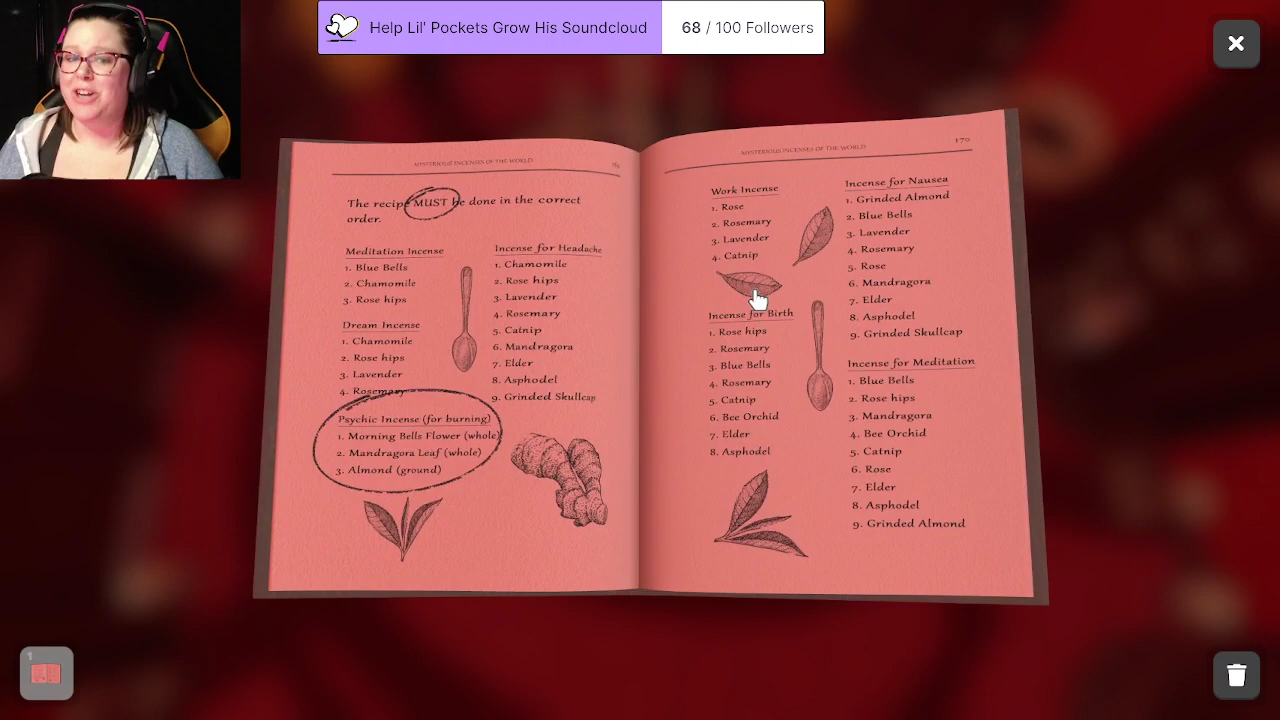 Help Lil' Pockets Grow His Soundcloud
68 / 100 Followers
MYSTERIOUS INCENSES OF THE WORLD
The recipe MUST be done in the correct
order.
Meditation Incense
1. Blue Bells
2. Chamomile
3. Rose hips
Dream Incense
1. Chamomile
2. Rose hips
3. Lavender
4. Rosemary
Psychic Incense (for burning)
1. Morning Bells Flower (whole)
2. Mandragora Leaf (whole)
3. Almond (ground)
Incense for Headache
1. Chamomile
2. Rose hips
3. Lavender
4. Rosemary
5. Catnip
6. Mandragora
7. Elder
8. Asphodel
9. Grinded Skullcap
MYSTERIOUS INCENSES OF THE WORLD
170
Work Incense
1. Rose
2. Rosemary
3. Lavender
4. Catnip
Incense for Birth
1. Rose hips
2. Rosemary
3. Blue Bells
4. Rosemary
5. Catnip
6. Bee Orchid
7. Elder
8. Asphodel
Incense for Nausea
1. Grinded Almond
2. Blue Bells
3. Lavender
4. Rosemary
5. Rose
6. Mandragora
7. Elder
8. Asphodel
9. Grinded Skullcap
Incense for Meditation
1. Blue Bells
2. Rose hips
3. Mandragora
4. Bee Orchid
5. Catnip
6. Rose
7. Elder
8. Asphodel
9. Grinded Almond
1